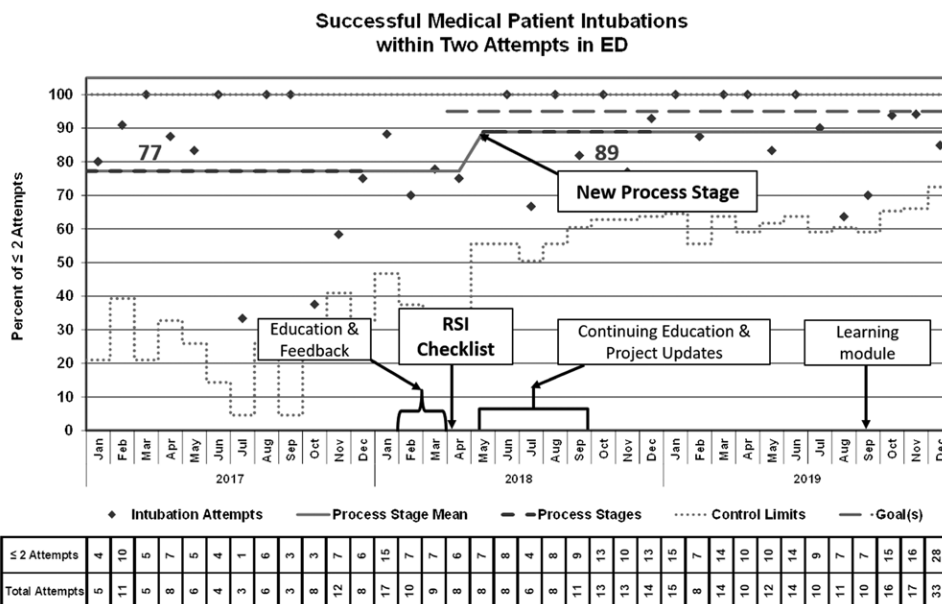 Successful Medical Patient Intubations
within Two Attempts in ED
Percent of ≤ 2 Attempts
100
90
80
70
60
50
40
30
20
10
0
77
89
New Process Stage
Education &
Feedback
RSI
Checklist
Continuing Education &
Project Updates
Learning
module
Jan Feb Mar Apr May Jun Jul Aug Sep Oct Nov Dec Jan Feb Mar Apr May Jun Jul Aug Sep Oct Nov Dec Jan Feb Mar Apr May Jun Jul Aug Sep Oct Nov Dec
2017 2018 2019
Intubation Attempts Process Stage Mean Process Stages Control Limits Goal(s)
≤ 2 Attempts 4 10 5 7 5 4 1 6 3 3 7 6 15 7 7 6 7 8 4 8 9 13 10 13 15 7 14 10 10 14 9 7 7 15 16 28
Total Attempts 5 11 5 8 6 4 3 6 3 8 12 8 17 10 9 8 8 8 6 8 11 13 13 14 15 8 14 10 12 14 10 11 10 16 17 33